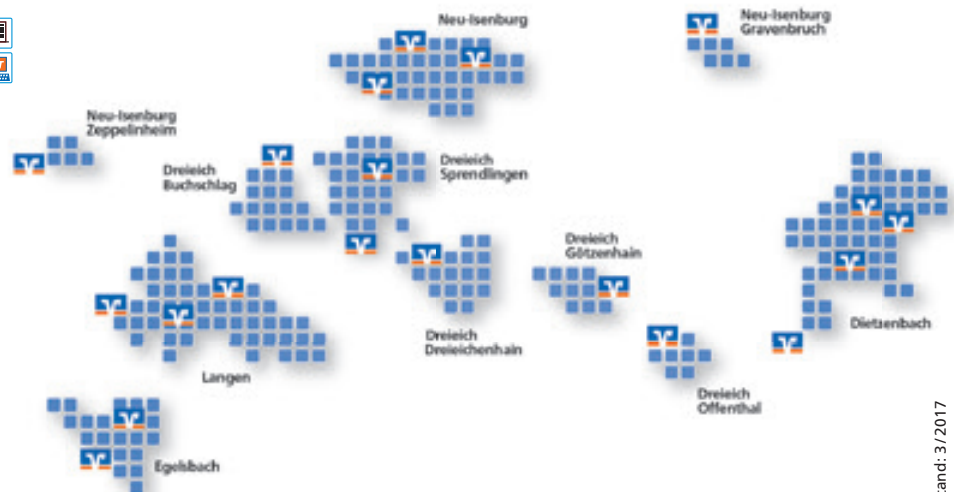 Neu-Isenburg
Neu-Isenburg
Gravenbruch
Neu-Isenburg
Zeppelinheim
Dreieich
Buchschlag
Dreieich
Sprendlingen
Dreieich
Götzenhain
Dreieich
Dreieichenhain
Dietzenbach
Langen
Dreieich
Offenthal
Egelsbach
tand: 3/2017